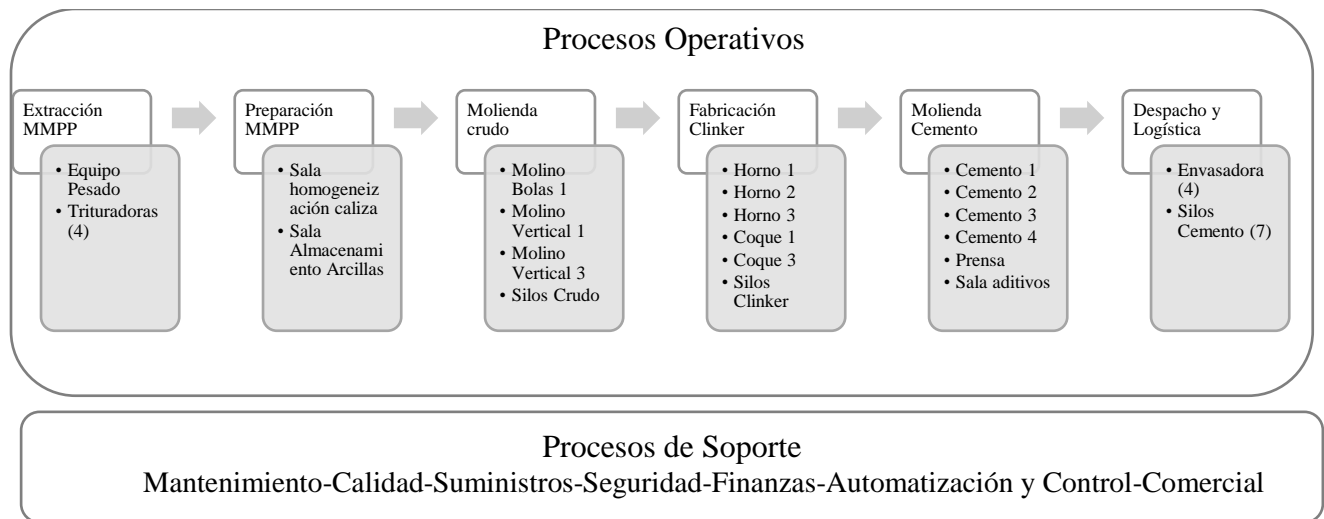 Procesos Operativos
Extracción
MMPP
• Equipo
Pesado
• Trituradoras
(4)
Preparación
MMPP
• Sala
homogeneiz
ación caliza
• Sala
Almacenami
ento Arcillas
Molienda
crudo
• Molino
Bolas 1
• Molino
Vertical 1
• Molino
Vertical 3
• Silos Crudo
Fabricación
Clinker
• Horno 1
• Horno 2
• Horno 3
• Coque 1
• Coque 3
• Silos
Clinker
Molienda
Cemento
• Cemento 1
• Cemento 2
• Cemento 3
• Cemento 4
• Prensa
• Sala aditivos
Despacho y
Logística
• Envasadora
(4)
• Silos
Cemento (7)
Procesos de Soporte
Mantenimiento-Calidad-Suministros-Seguridad-Finanzas-Automatización y Control-Comercial